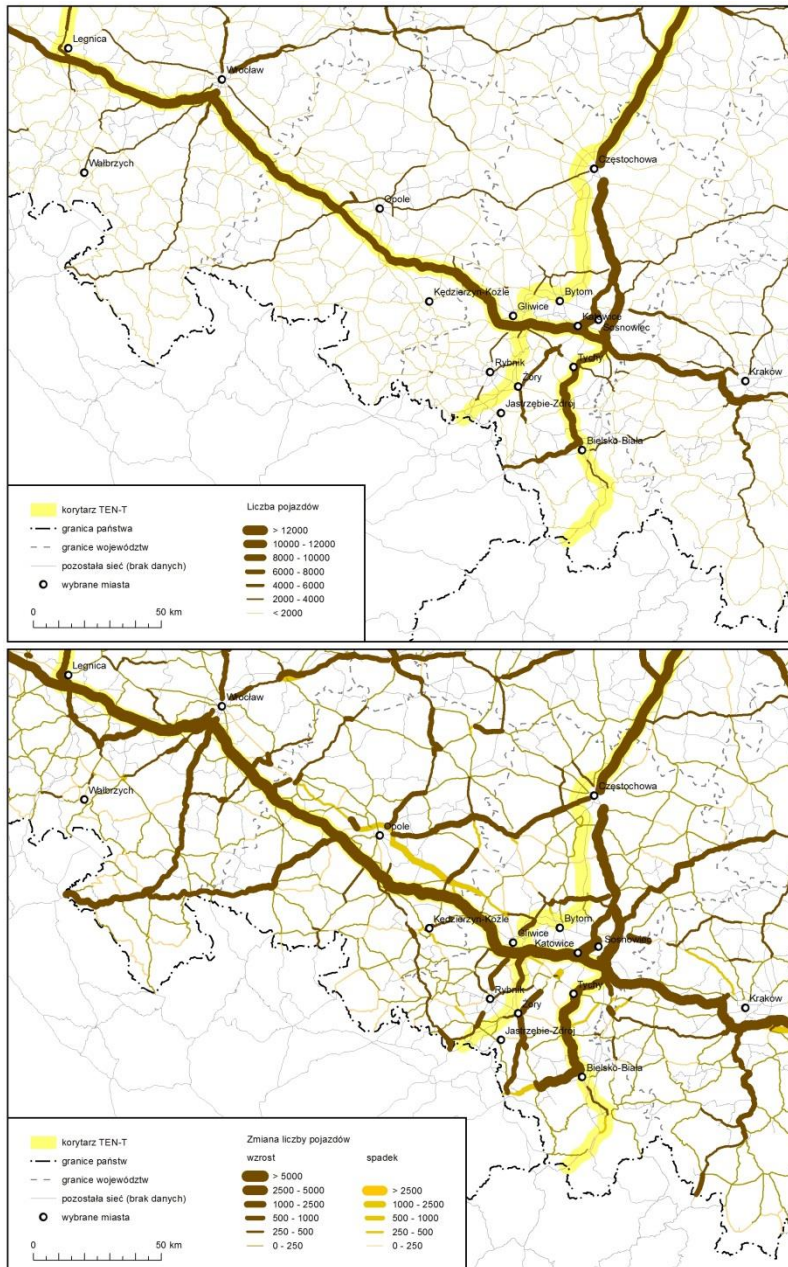 Legnica
Wrocław
Wałbrzych
Częstochowa
Opole
Kędzierzyn-Koźle
Bytom
Gliwice
Katowice
Sosnowiec
Rybnik
Tychy
Żory
Kraków
Jastrzębie-Zdrój
Bielsko-Biała
korytarz TEN-T
granica państwa
granice województw
pozostała sieć (brak danych)
wybrane miasta
0 50 km
Liczba pojazdów
> 12000
10000 - 12000
8000 - 10000
6000 - 8000
4000 - 6000
2000 - 4000
< 2000
Legnica
Wrocław
Wałbrzych
Częstochowa
Opole
Kędzierzyn-Koźle
Bytom
Gliwice
Katowice
Sosnowiec
Rybnik
Tychy
Żory
Kraków
Jastrzębie-Zdrój
Bielsko-Biała
korytarz TEN-T
granice państw
granice województw
pozostała sieć (brak danych)
wybrane miasta
0 50 km
Zmiana liczby pojazdów
wzrost
> 5000
2500 - 5000
1000 - 2500
500 - 1000
250 - 500
0 - 250
spadek
> 2500
1000 - 2500
500 - 1000
250 - 500
0 - 250